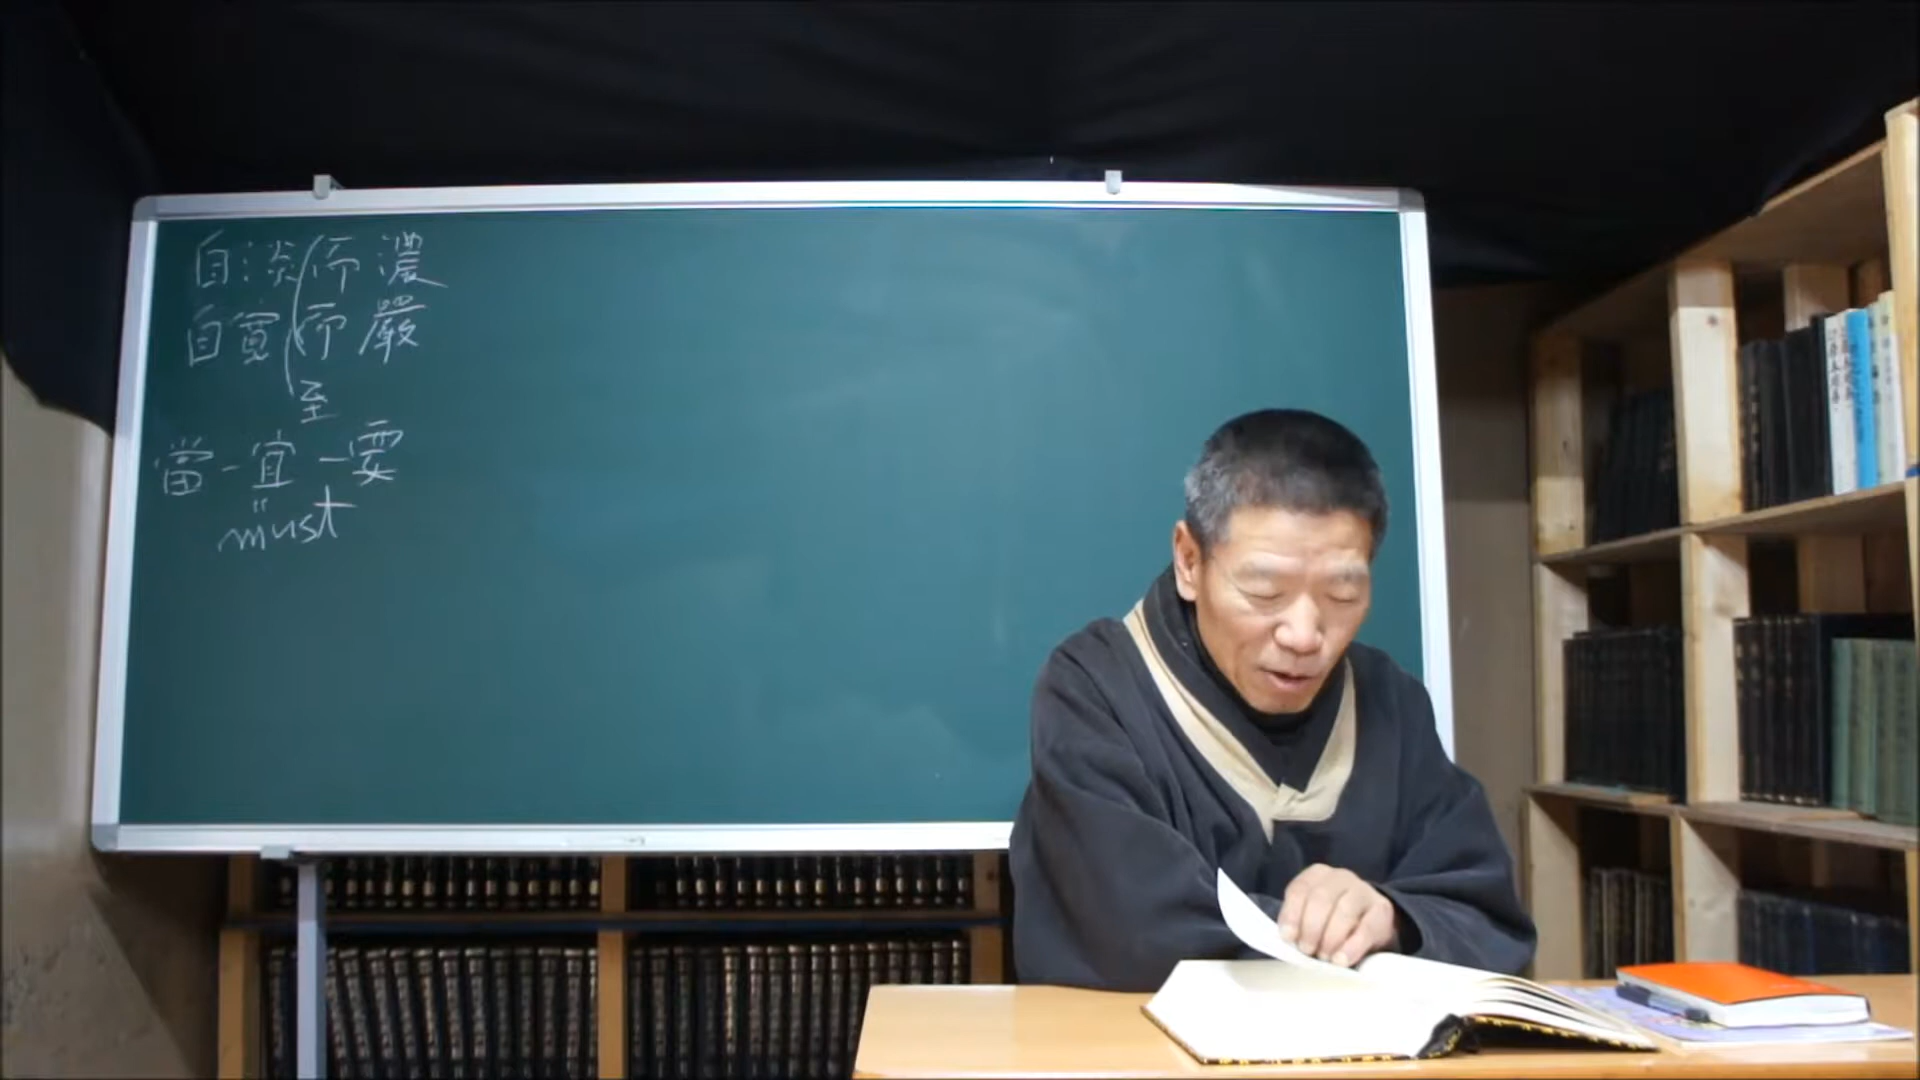 自淡而濃
自寬而嚴
至
當-宜-要
"
must